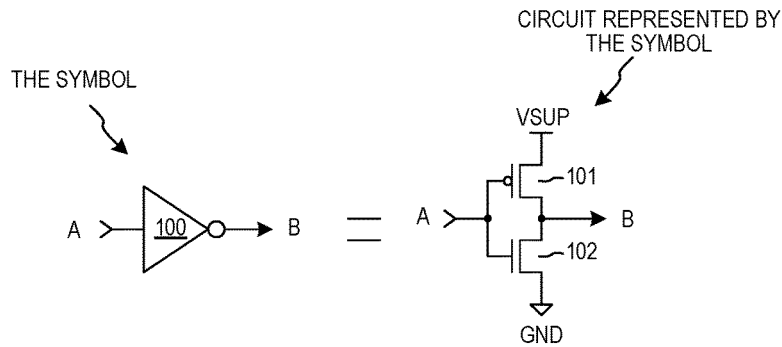 CIRCUIT REPRESENTED BY
THE SYMBOL
THE SYMBOL
VSUP
101
A
100
B
A
B
102
GND